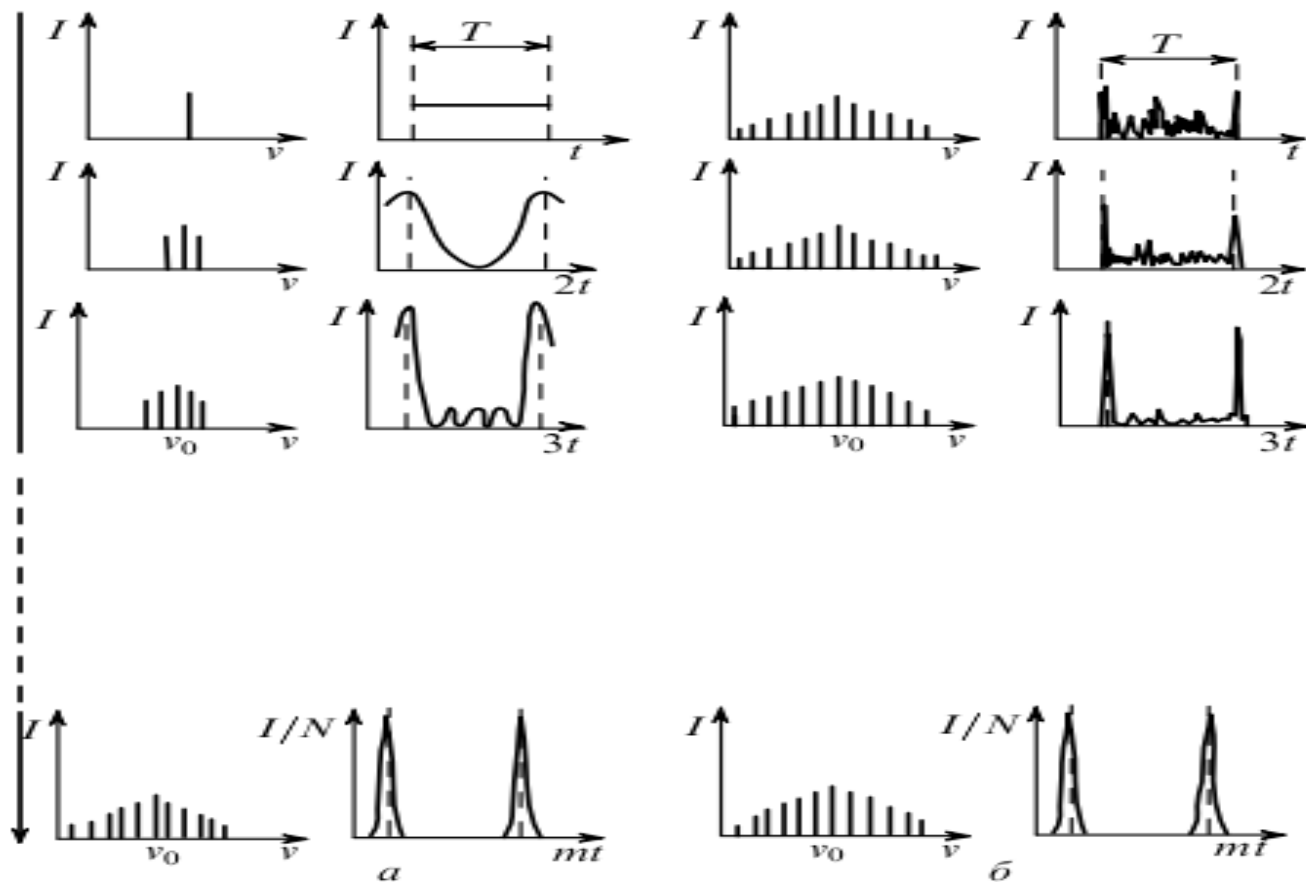 I T I I T
v t v t
I I I I
v 2t v 2t
I I I I
v₀ v 3t v₀ v 3t
I I/N I I/N
v₀ v mt v₀ v mt
а б